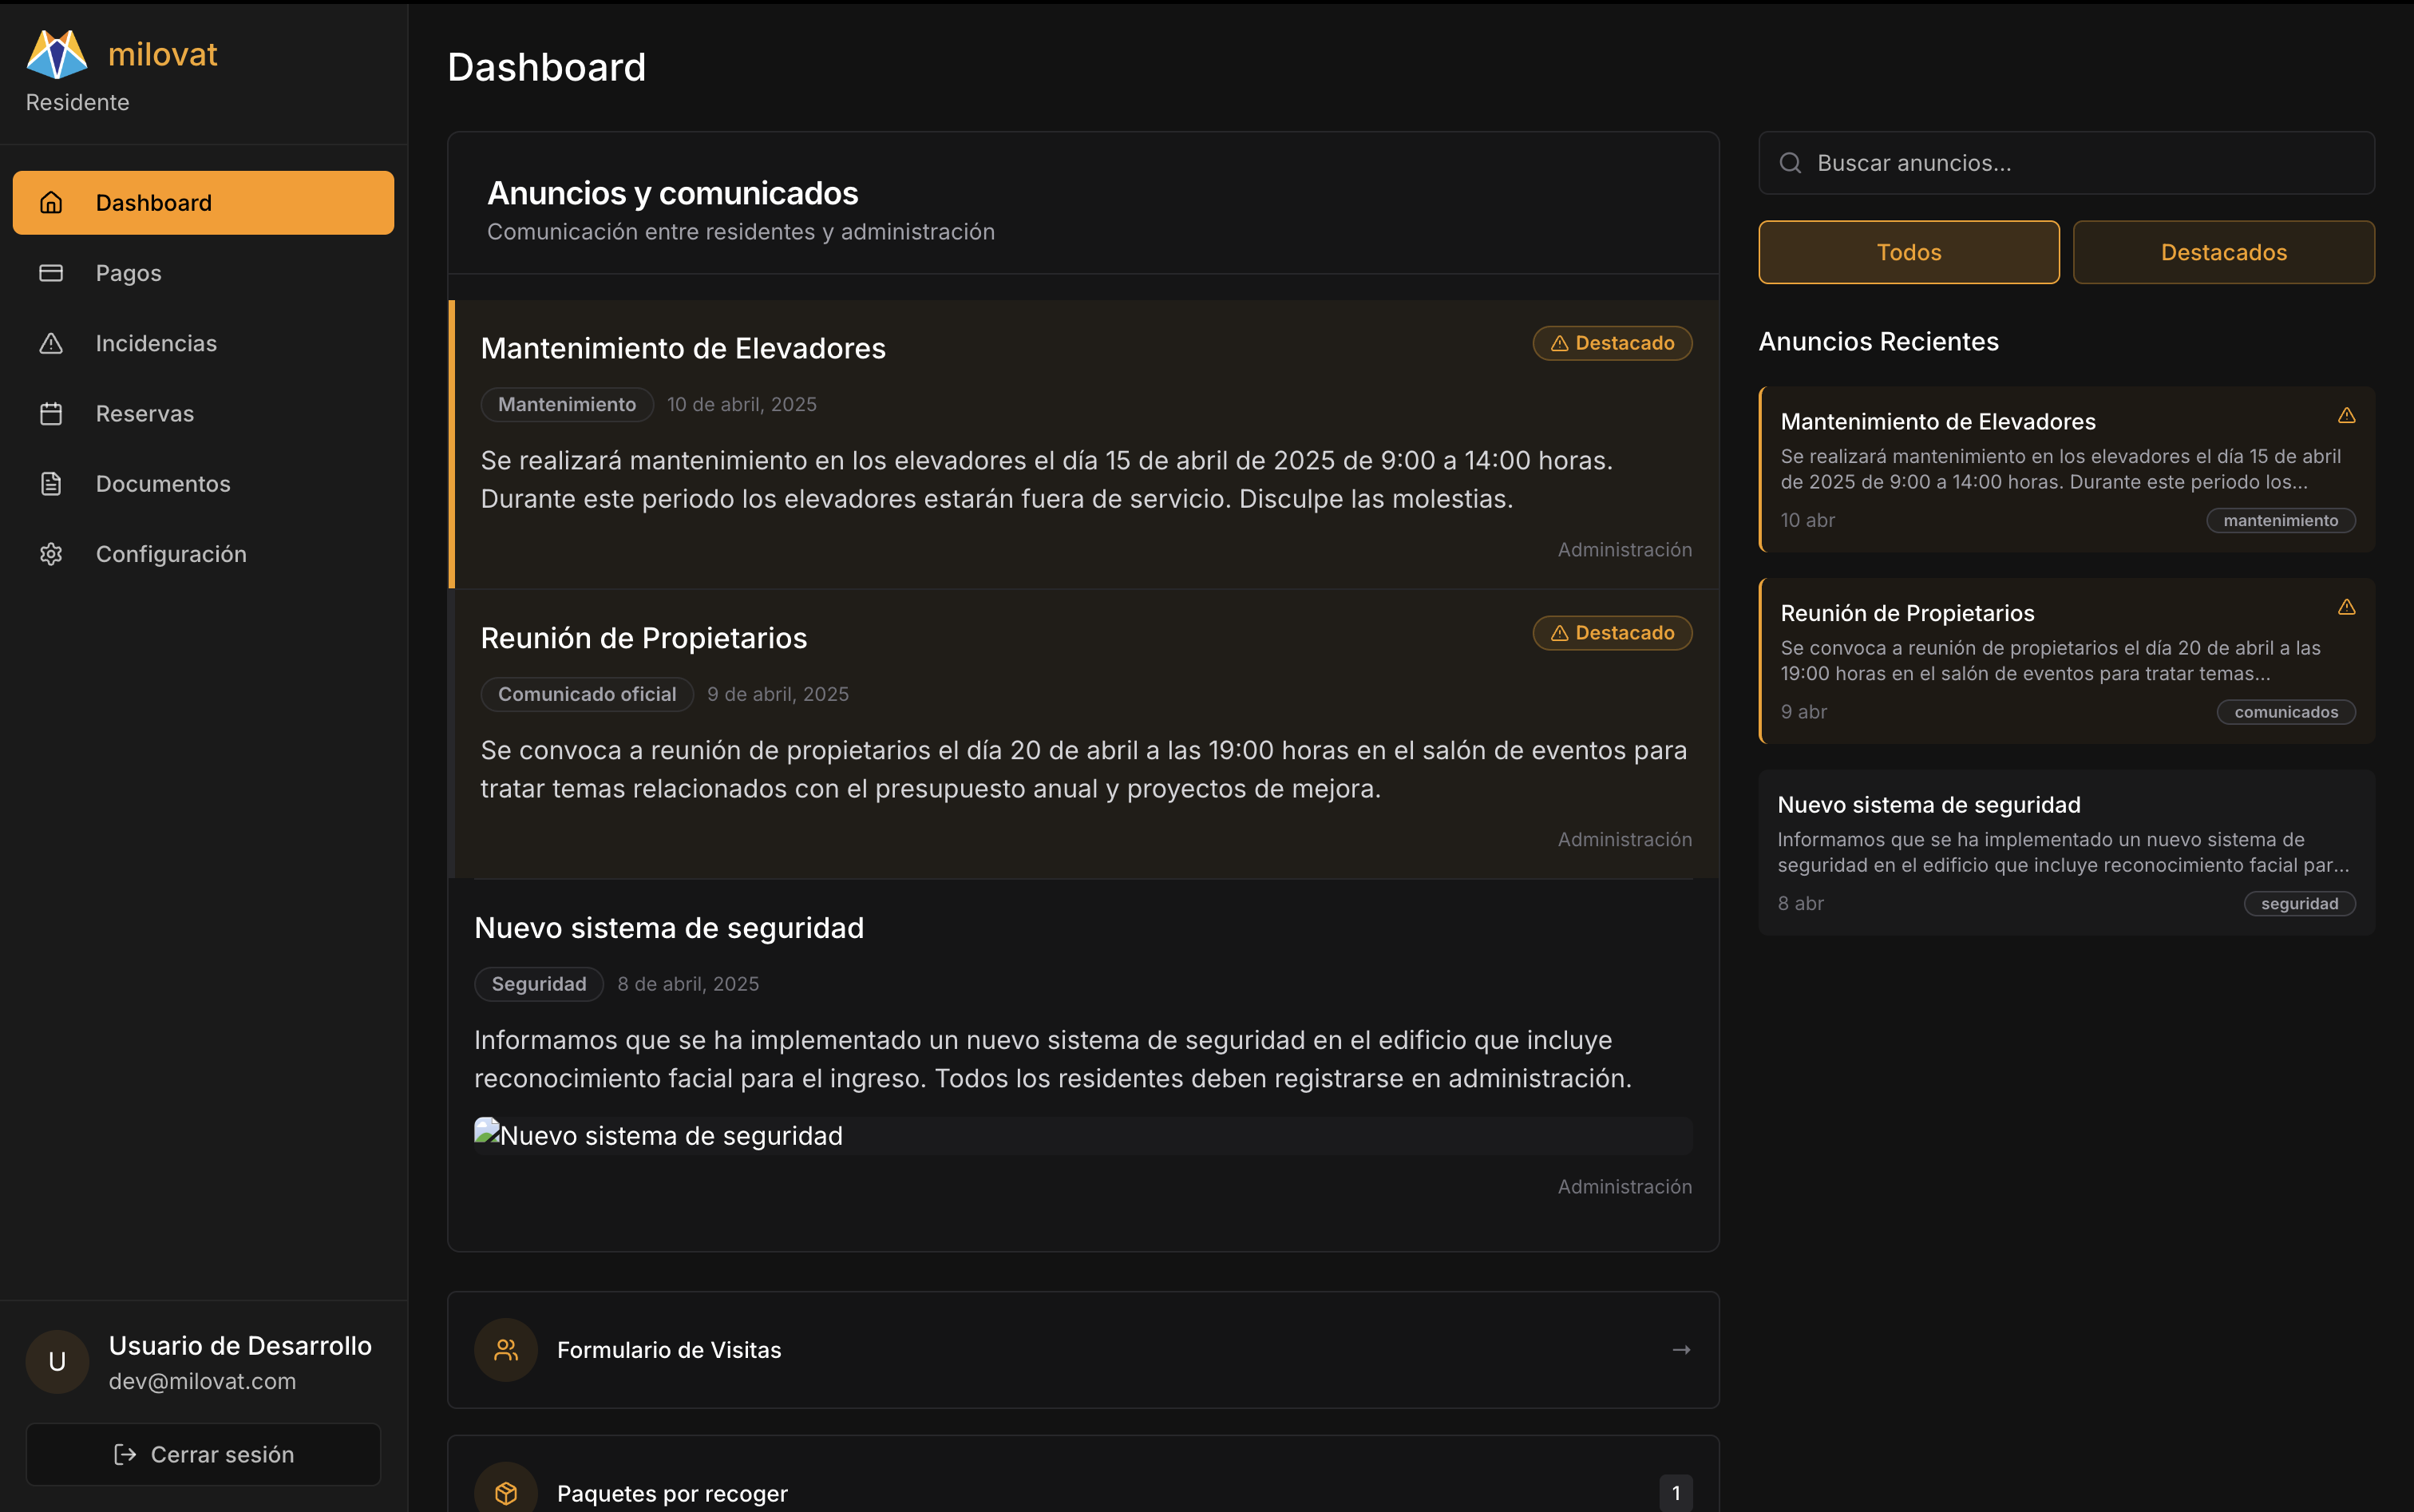 milovat
Residente
Dashboard
Pagos
Incidencias
Reservas
Documentos
Configuración
Usuario de Desarrollo
U
dev@milovat.com
Cerrar sesión
Dashboard
Anuncios y comunicados
Comunicación entre residentes y administración
Mantenimiento de Elevadores
Destacado
Mantenimiento 10 de abril, 2025
Se realizará mantenimiento en los elevadores el día 15 de abril de 2025 de 9:00 a 14:00 horas.
Durante este periodo los elevadores estarán fuera de servicio. Disculpe las molestias.
Administración
Reunión de Propietarios
Destacado
Comunicado oficial 9 de abril, 2025
Se convoca a reunión de propietarios el día 20 de abril a las 19:00 horas en el salón de eventos para
tratar temas relacionados con el presupuesto anual y proyectos de mejora.
Administración
Nuevo sistema de seguridad
Seguridad 8 de abril, 2025
Informamos que se ha implementado un nuevo sistema de seguridad en el edificio que incluye
reconocimiento facial para el ingreso. Todos los residentes deben registrarse en administración.
Nuevo sistema de seguridad
Administración
Formulario de Visitas →
Paquetes por recoger 1
Buscar anuncios...
Todos
Destacados
Anuncios Recientes
Mantenimiento de Elevadores
Se realizará mantenimiento en los elevadores el día 15 de abril
de 2025 de 9:00 a 14:00 horas. Durante este periodo los...
10 abr mantenimiento
Reunión de Propietarios
Se convoca a reunión de propietarios el día 20 de abril a las
19:00 horas en el salón de eventos para tratar temas...
9 abr comunicados
Nuevo sistema de seguridad
Informamos que se ha implementado un nuevo sistema de
seguridad en el edificio que incluye reconocimiento facial par...
8 abr seguridad